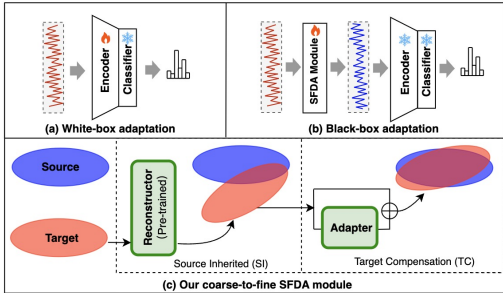 Encoder
Classifier
(a) White-box adaptation
SFDA Module
Encoder
Classifier
(b) Black-box adaptation
Source
Target
Reconstructor
(Pre-trained)
Source Inherited (SI)
Adapter
Target Compensation (TC)
(c) Our coarse-to-fine SFDA module